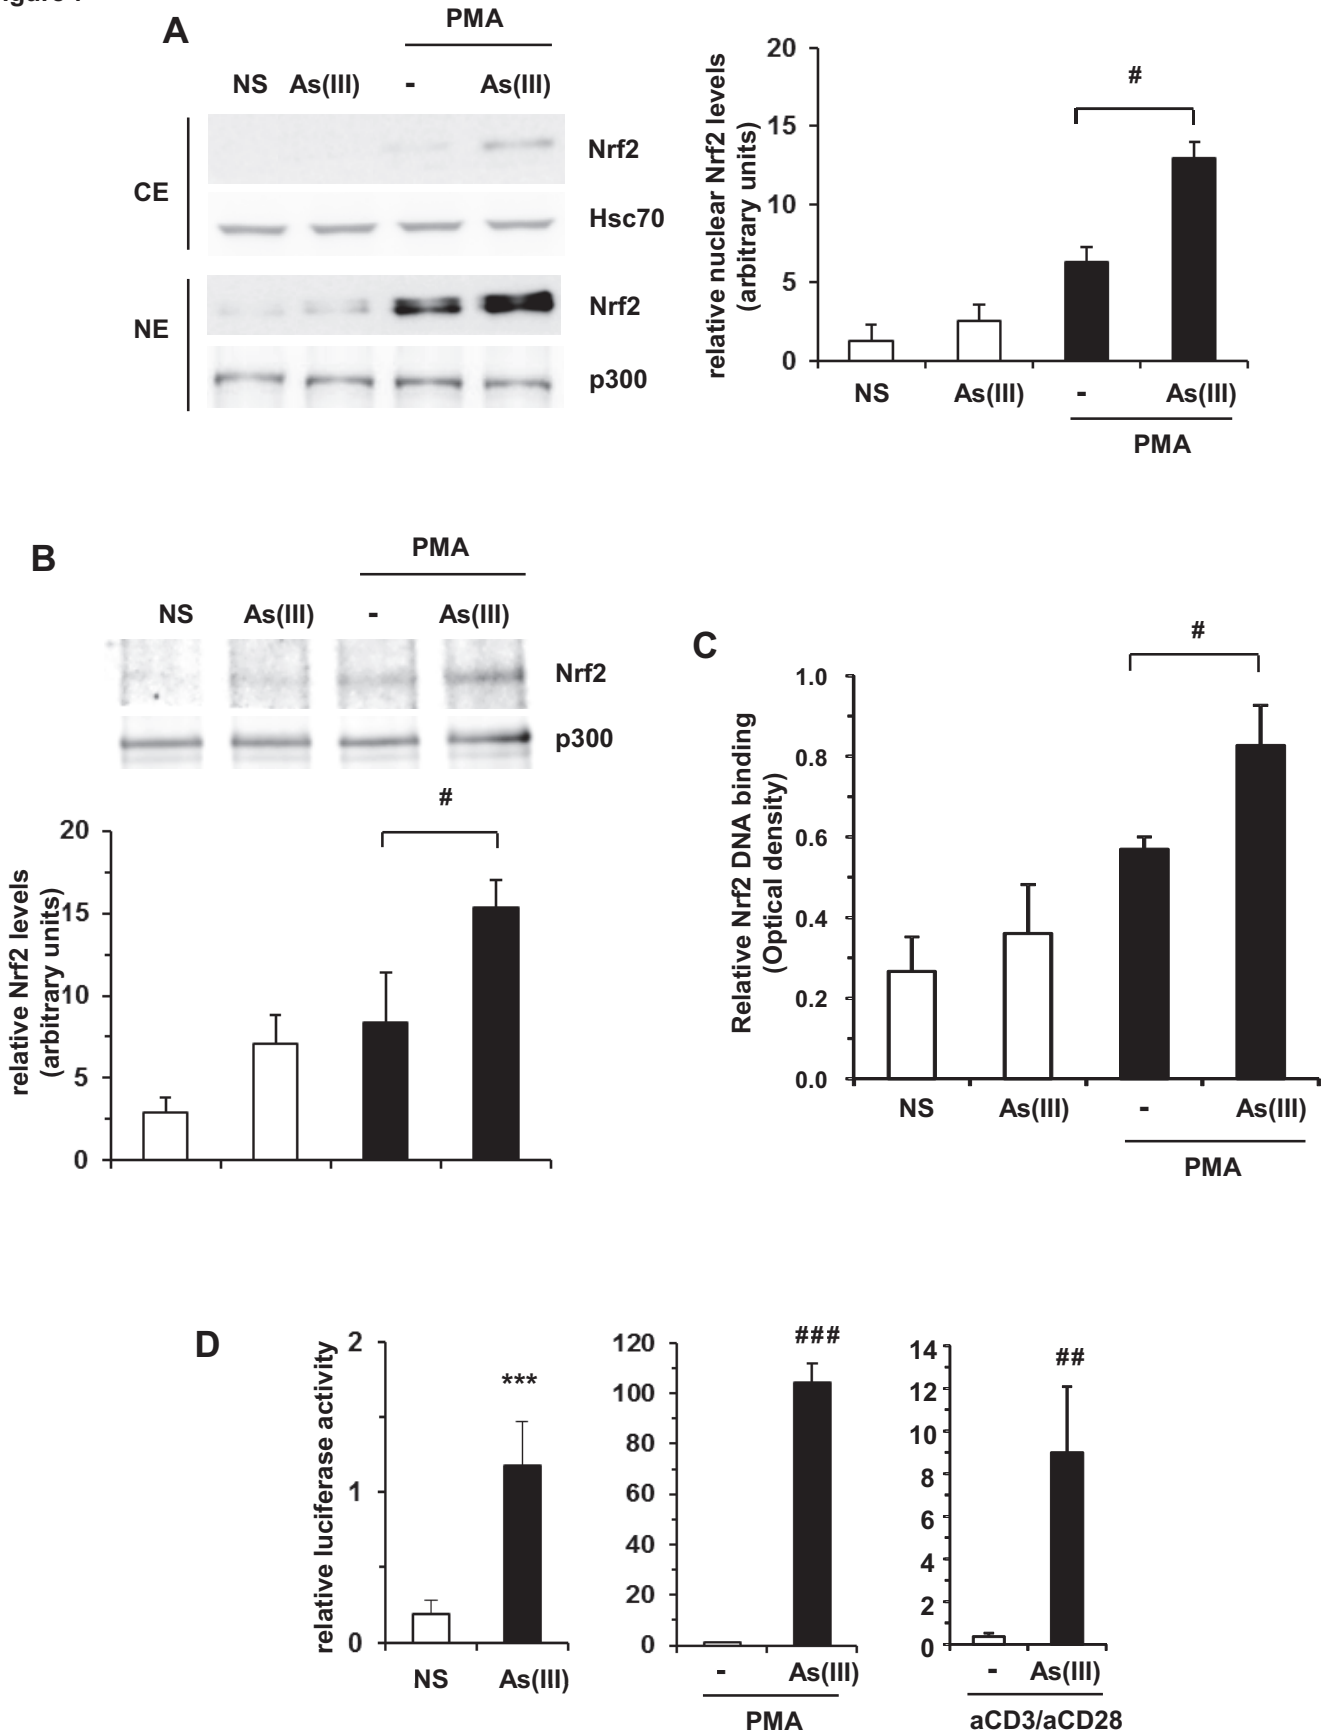 A
PMA
NS As(III) - As(III)
CE
Nrf2
Hsc70
NE
Nrf2
p300
relative nuclear Nrf2 levels
(arbitrary units)
20
15
10
5
0
#
NS As(III) - As(III)
PMA
B
PMA
NS As(III) - As(III)
Nrf2
p300
relative Nrf2 levels
(arbitrary units)
20
15
10
5
0
#
C
Relative Nrf2 DNA binding
(Optical density)
1.0
0.8
0.6
0.4
0.2
0.0
#
NS As(III) - As(III)
PMA
D
relative luciferase activity
2
1
0
***
NS As(III)
120
100
80
60
40
20
0
###
- As(III)
PMA
14
12
10
8
6
4
2
0
##
- As(III)
aCD3/aCD28